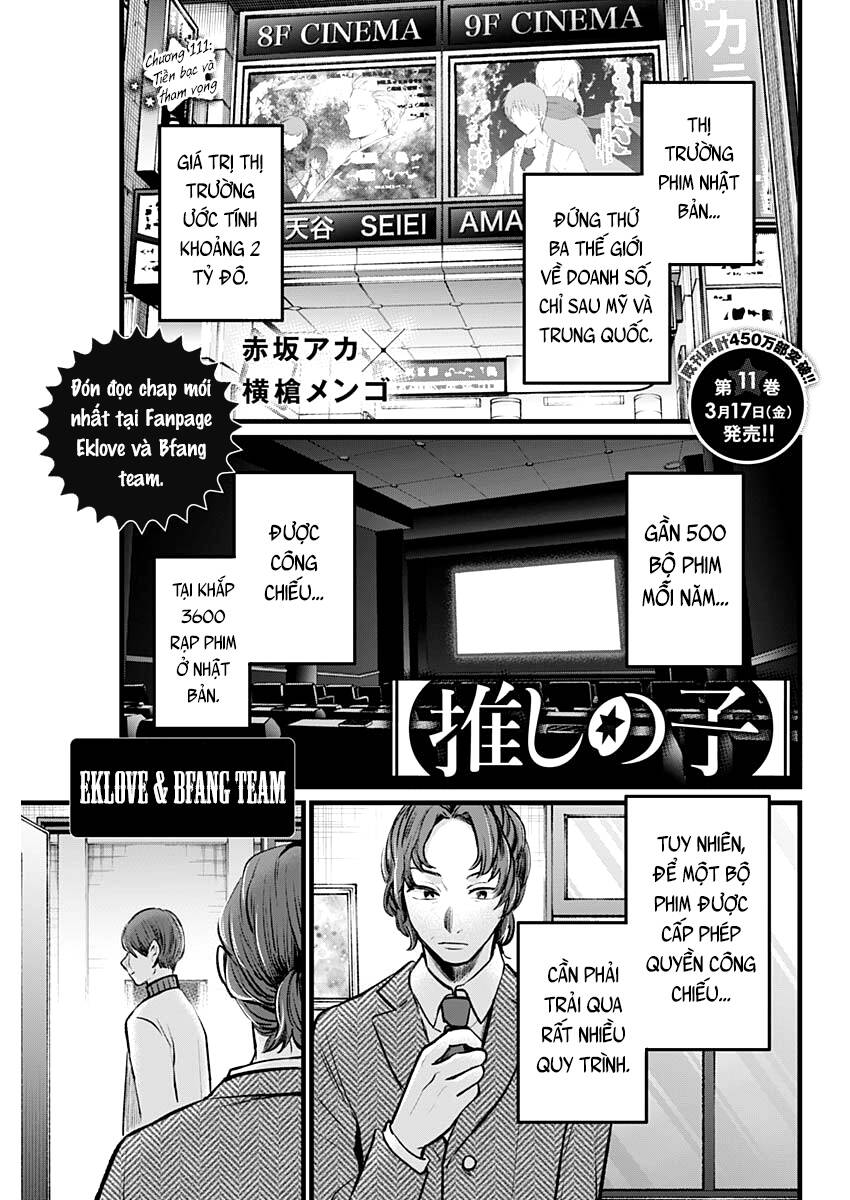 8F CINEMA
9F CINEMA
6F
カラ
Chương 111:
Tiền bạc và
tham vọng
天谷 SEIEI
AMA
THỊ
TRƯỜNG
PHIM NHẬT
BẢN...
ĐỨNG THỨ
BA THẾ GIỚI
VỀ DOANH SỐ,
CHỈ SAU MỸ VÀ
TRUNG QUỐC.
GIÁ TRỊ THỊ
TRƯỜNG
ƯỚC TÍNH
KHOẢNG 2
TỶ ĐÔ.
赤坂アカ×
横槍メンゴ
既刊累計450万部突破!!
第11巻
3月17日(金)
発売!!
Đón đọc chap mới
nhất tại Fanpage
Eklove và Bfang
team.
GẦN 500
BỘ PHIM
MỖI NĂM...
ĐƯỢC
CÔNG
CHIẾU...
TẠI KHẮP
3600
RẠP PHIM
Ở NHẬT
BẢN.
【推しの子】
EKLOVE & BFANG TEAM
TUY NHIÊN,
ĐỂ MỘT BỘ
PHIM ĐƯỢC
CẤP PHÉP
QUYỀN CÔNG
CHIẾU...
CẦN PHẢI
TRẢI QUA
RẤT NHIỀU
QUY TRÌNH.